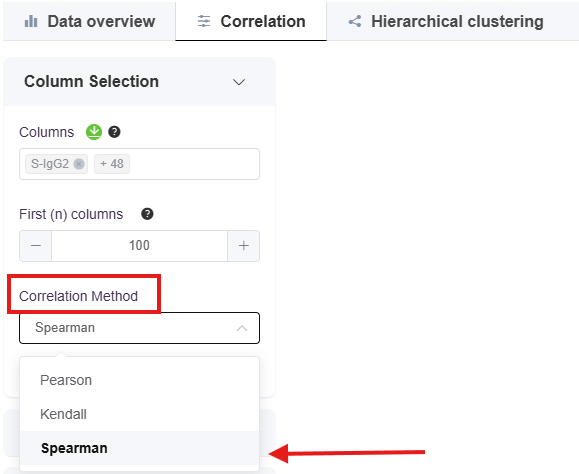 Data overview
Correlation
Hierarchical clustering
Column Selection
Columns ?
S-IgG2 + 48
First (n) columns ?
− 100 +
Correlation Method
Spearman
Pearson
Kendall
Spearman